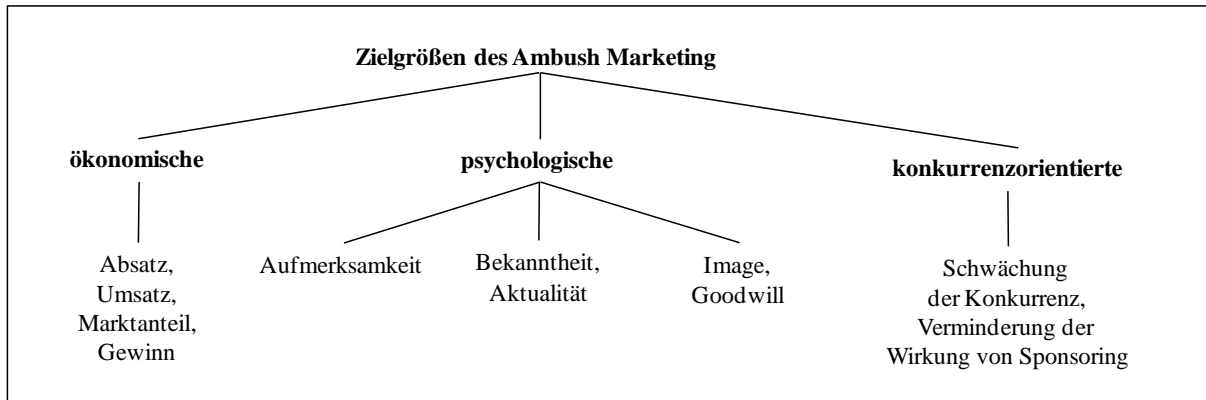 Zielgrößen des Ambush Marketing
ökonomische
psychologische
konkurrenzorientierte
Absatz,
Umsatz,
Marktanteil,
Gewinn
Aufmerksamkeit
Bekanntheit,
Aktualität
Image,
Goodwill
Schwächung
der Konkurrenz,
Verminderung der
Wirkung von Sponsoring